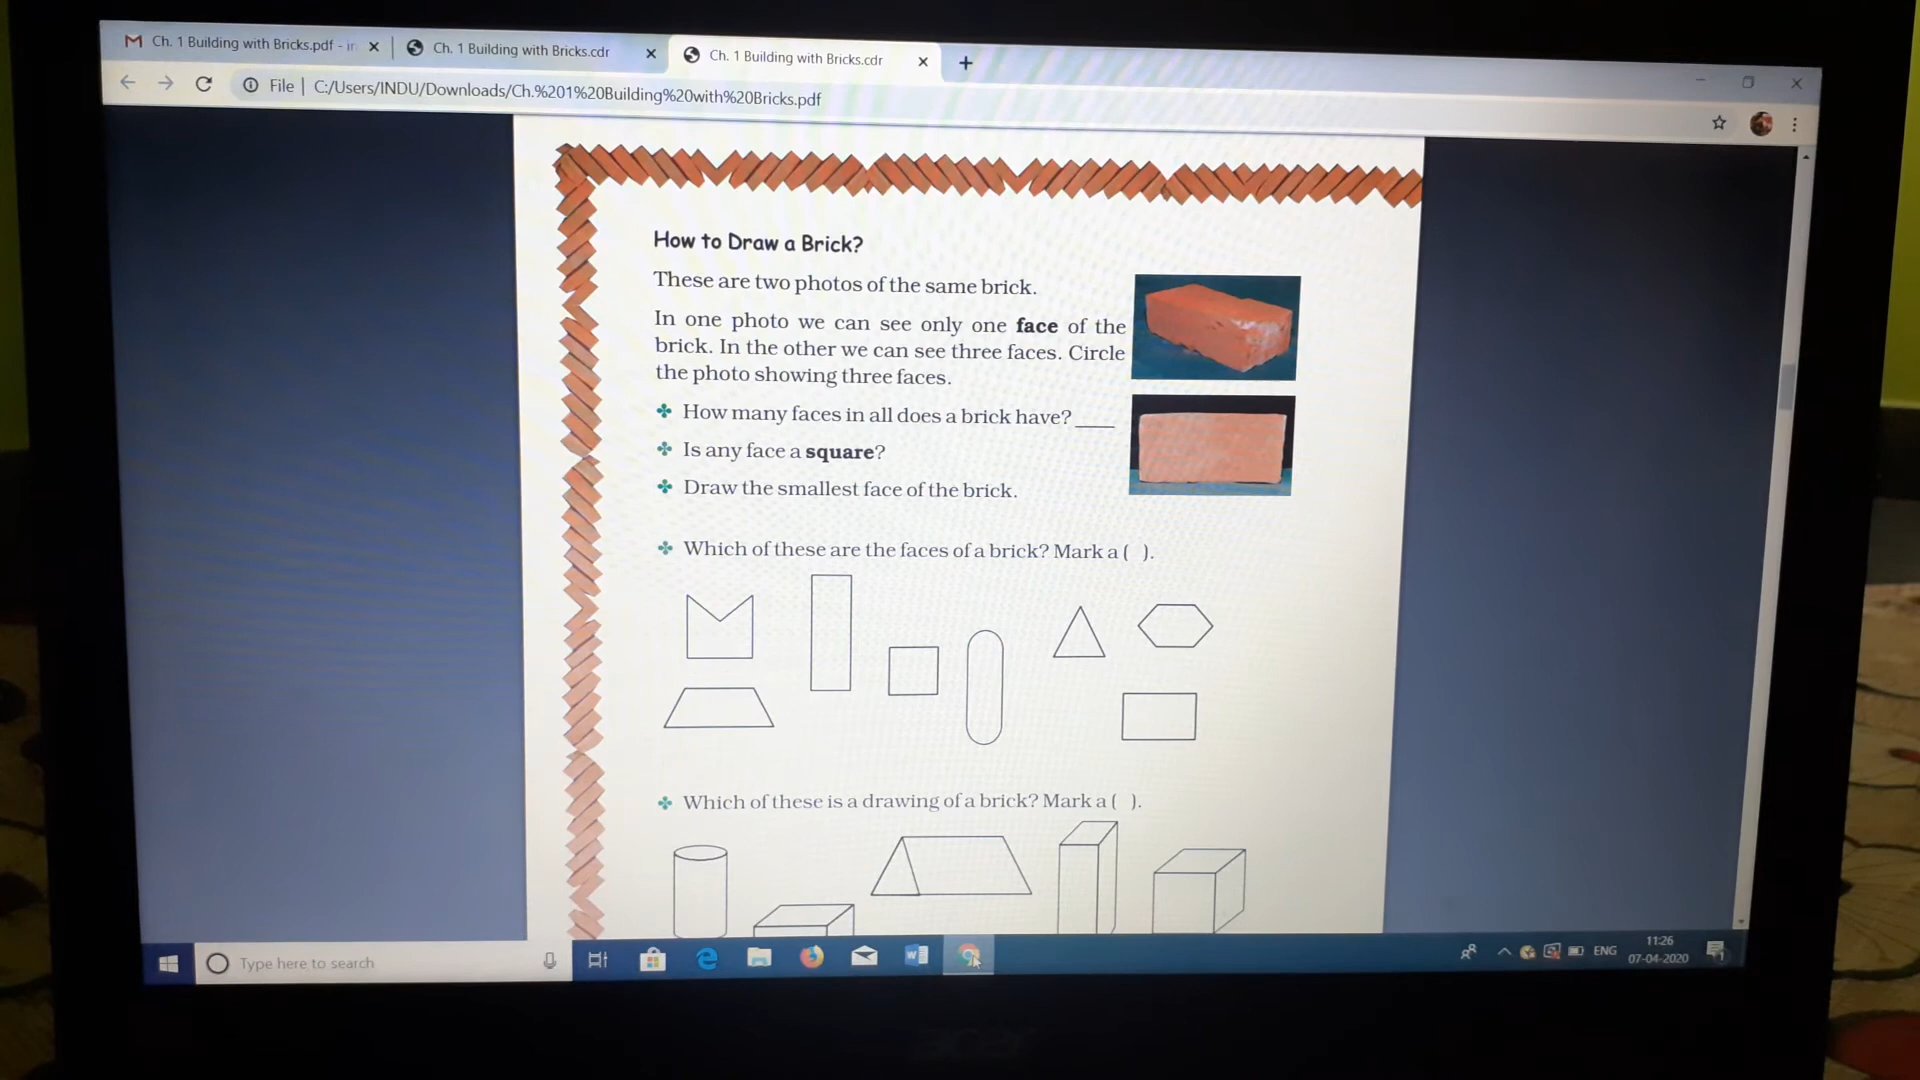 Ch. 1 Building with Bricks.pdf - in
Ch. 1 Building with Bricks.cdr
Ch. 1 Building with Bricks.cdr
File | C:/Users/INDU/Downloads/Ch.%201%20Building%20with%20Bricks.pdf
How to Draw a Brick?
These are two photos of the same brick.
In one photo we can see only one face of the
brick. In the other we can see three faces. Circle
the photo showing three faces.
How many faces in all does a brick have? ____
Is any face a square?
Draw the smallest face of the brick.
Which of these are the faces of a brick? Mark a ( ).
Which of these is a drawing of a brick? Mark a ( ).
Type here to search
ENG
11:26
07-04-2020
acer